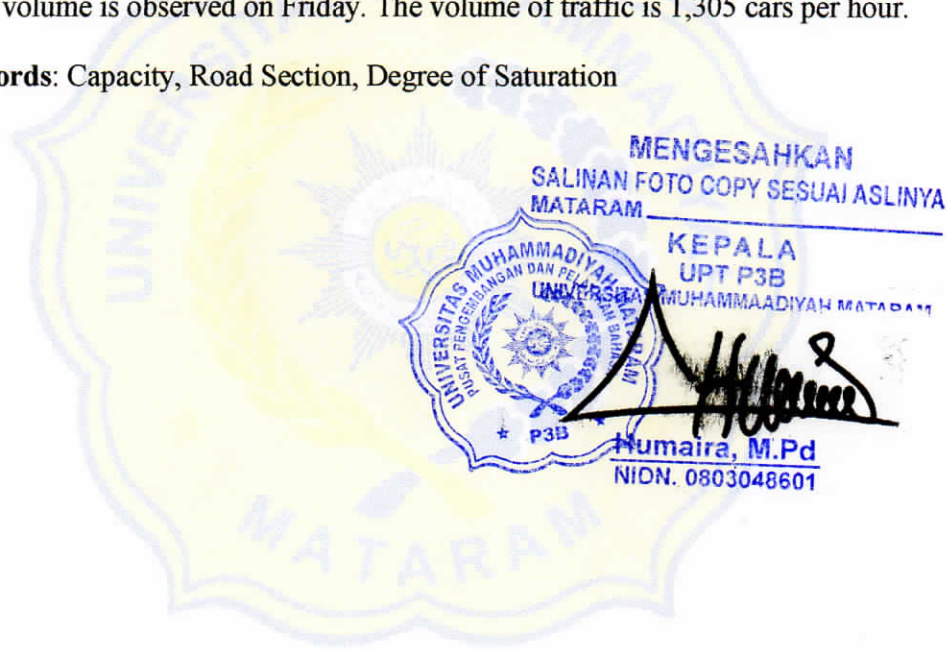 volume is observed on Friday. The volume of traffic is 1,305 cars per hour.
ords: Capacity, Road Section, Degree of Saturation
MENGESAHKAN
SALINAN FOTO COPY SESUAI ASLINYA
MATARAM
KEPALA
UPT P3B
UNIVERSITAS MUHAMMAADIYAH MATARAM
UNIVERSITAS MUHAMMADIYAH MATARAM
PUSAT PENGEMBANGAN DAN PELATIHAN BAHASA
P3B
Humaira, M.Pd
NIDN. 0803048601
UNIVERSITAS MUHAMMADIYAH
MATARAM